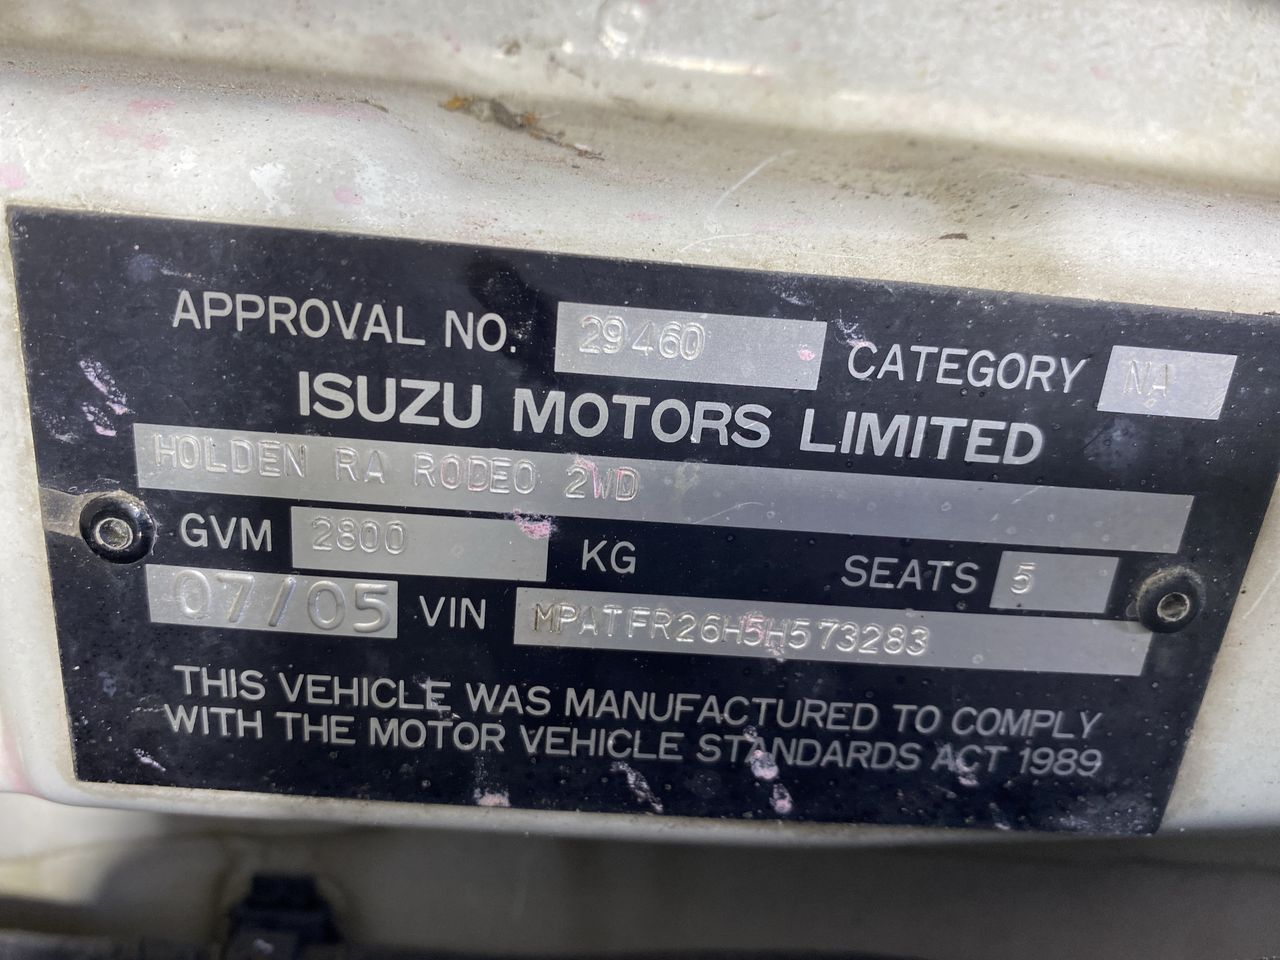 APPROVAL NO. 29460 CATEGORY NA
ISUZU MOTORS LIMITED
HOLDEN RA RODEO 2WD
GVM 2800 KG SEATS 5
07/05 VIN MPATFR26H5H573283
THIS VEHICLE WAS MANUFACTURED TO COMPLY
WITH THE MOTOR VEHICLE STANDARDS ACT 1989